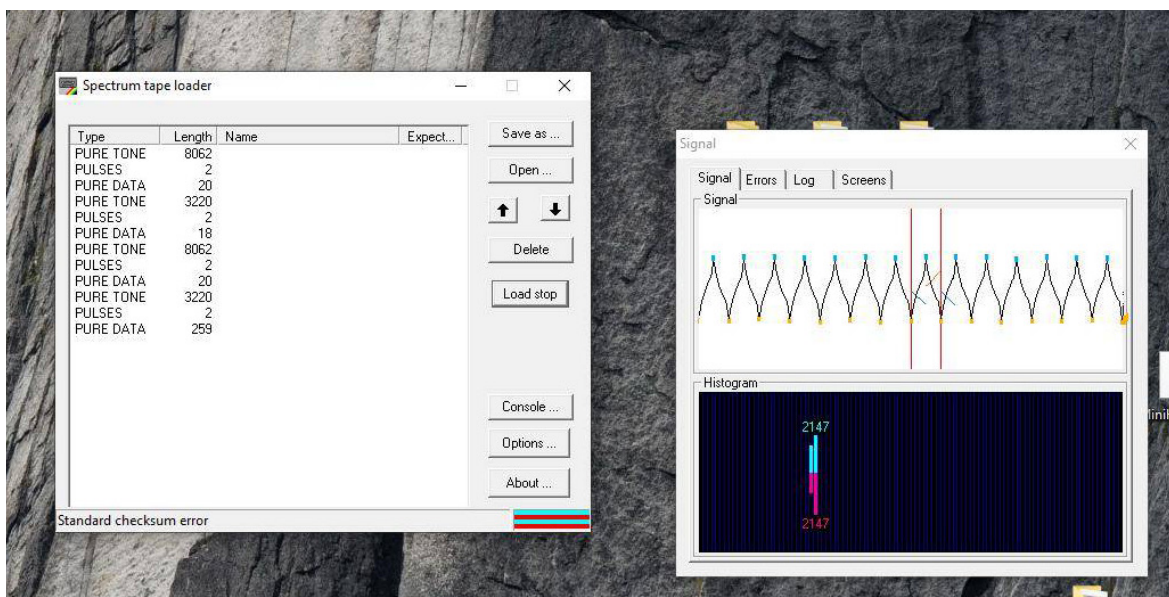 Spectrum tape loader
Type Length Name Expect...
PURE TONE 8062
PULSES 2
PURE DATA 20
PURE TONE 3220
PULSES 2
PURE DATA 18
PURE TONE 8062
PULSES 2
PURE DATA 20
PURE TONE 3220
PULSES 2
PURE DATA 259
Save as ...
Open ...
Delete
Load stop
Console ...
Options ...
About ...
Standard checksum error
Signal
Signal Errors Log Screens
Signal
Histogram
2147
2147